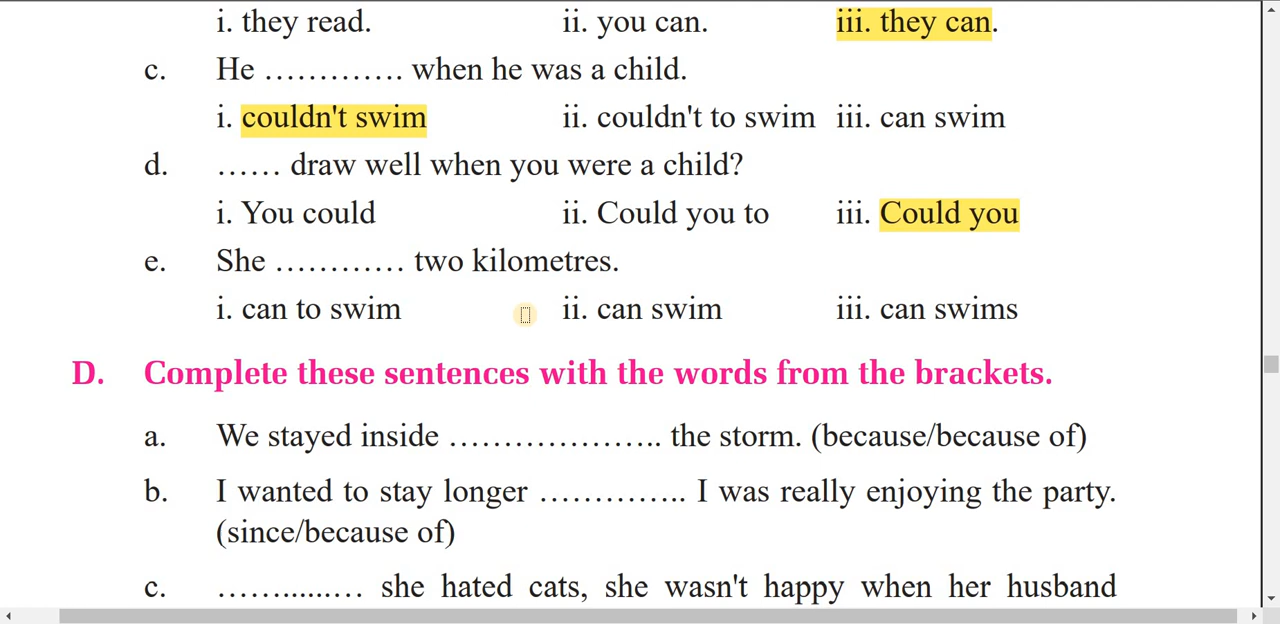 i. they read. ii. you can. iii. they can.
c. He ............. when he was a child.
i. couldn't swim ii. couldn't to swim iii. can swim
d. ...... draw well when you were a child?
i. You could ii. Could you to iii. Could you
e. She ............ two kilometres.
i. can to swim ii. can swim iii. can swims
D. Complete these sentences with the words from the brackets.
a. We stayed inside .................... the storm. (because/because of)
b. I wanted to stay longer .............. I was really enjoying the party.
(since/because of)
c. .............. she hated cats, she wasn't happy when her husband